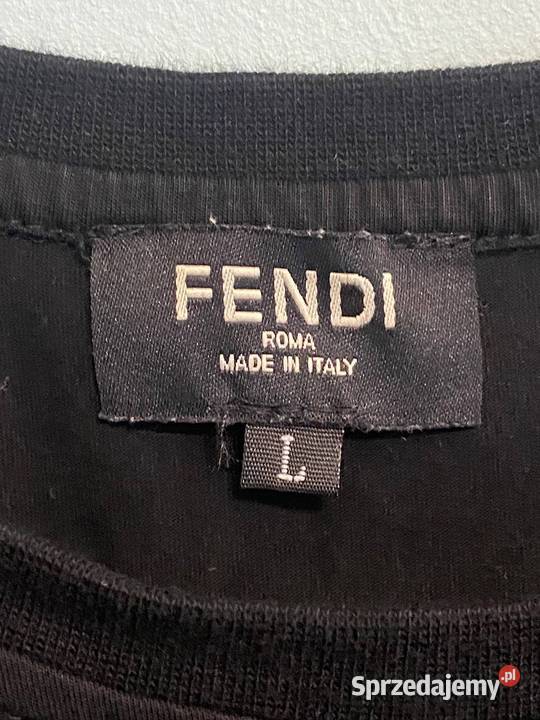 FENDI
ROMA
MADE IN ITALY
L
Sprzedajemy.pl